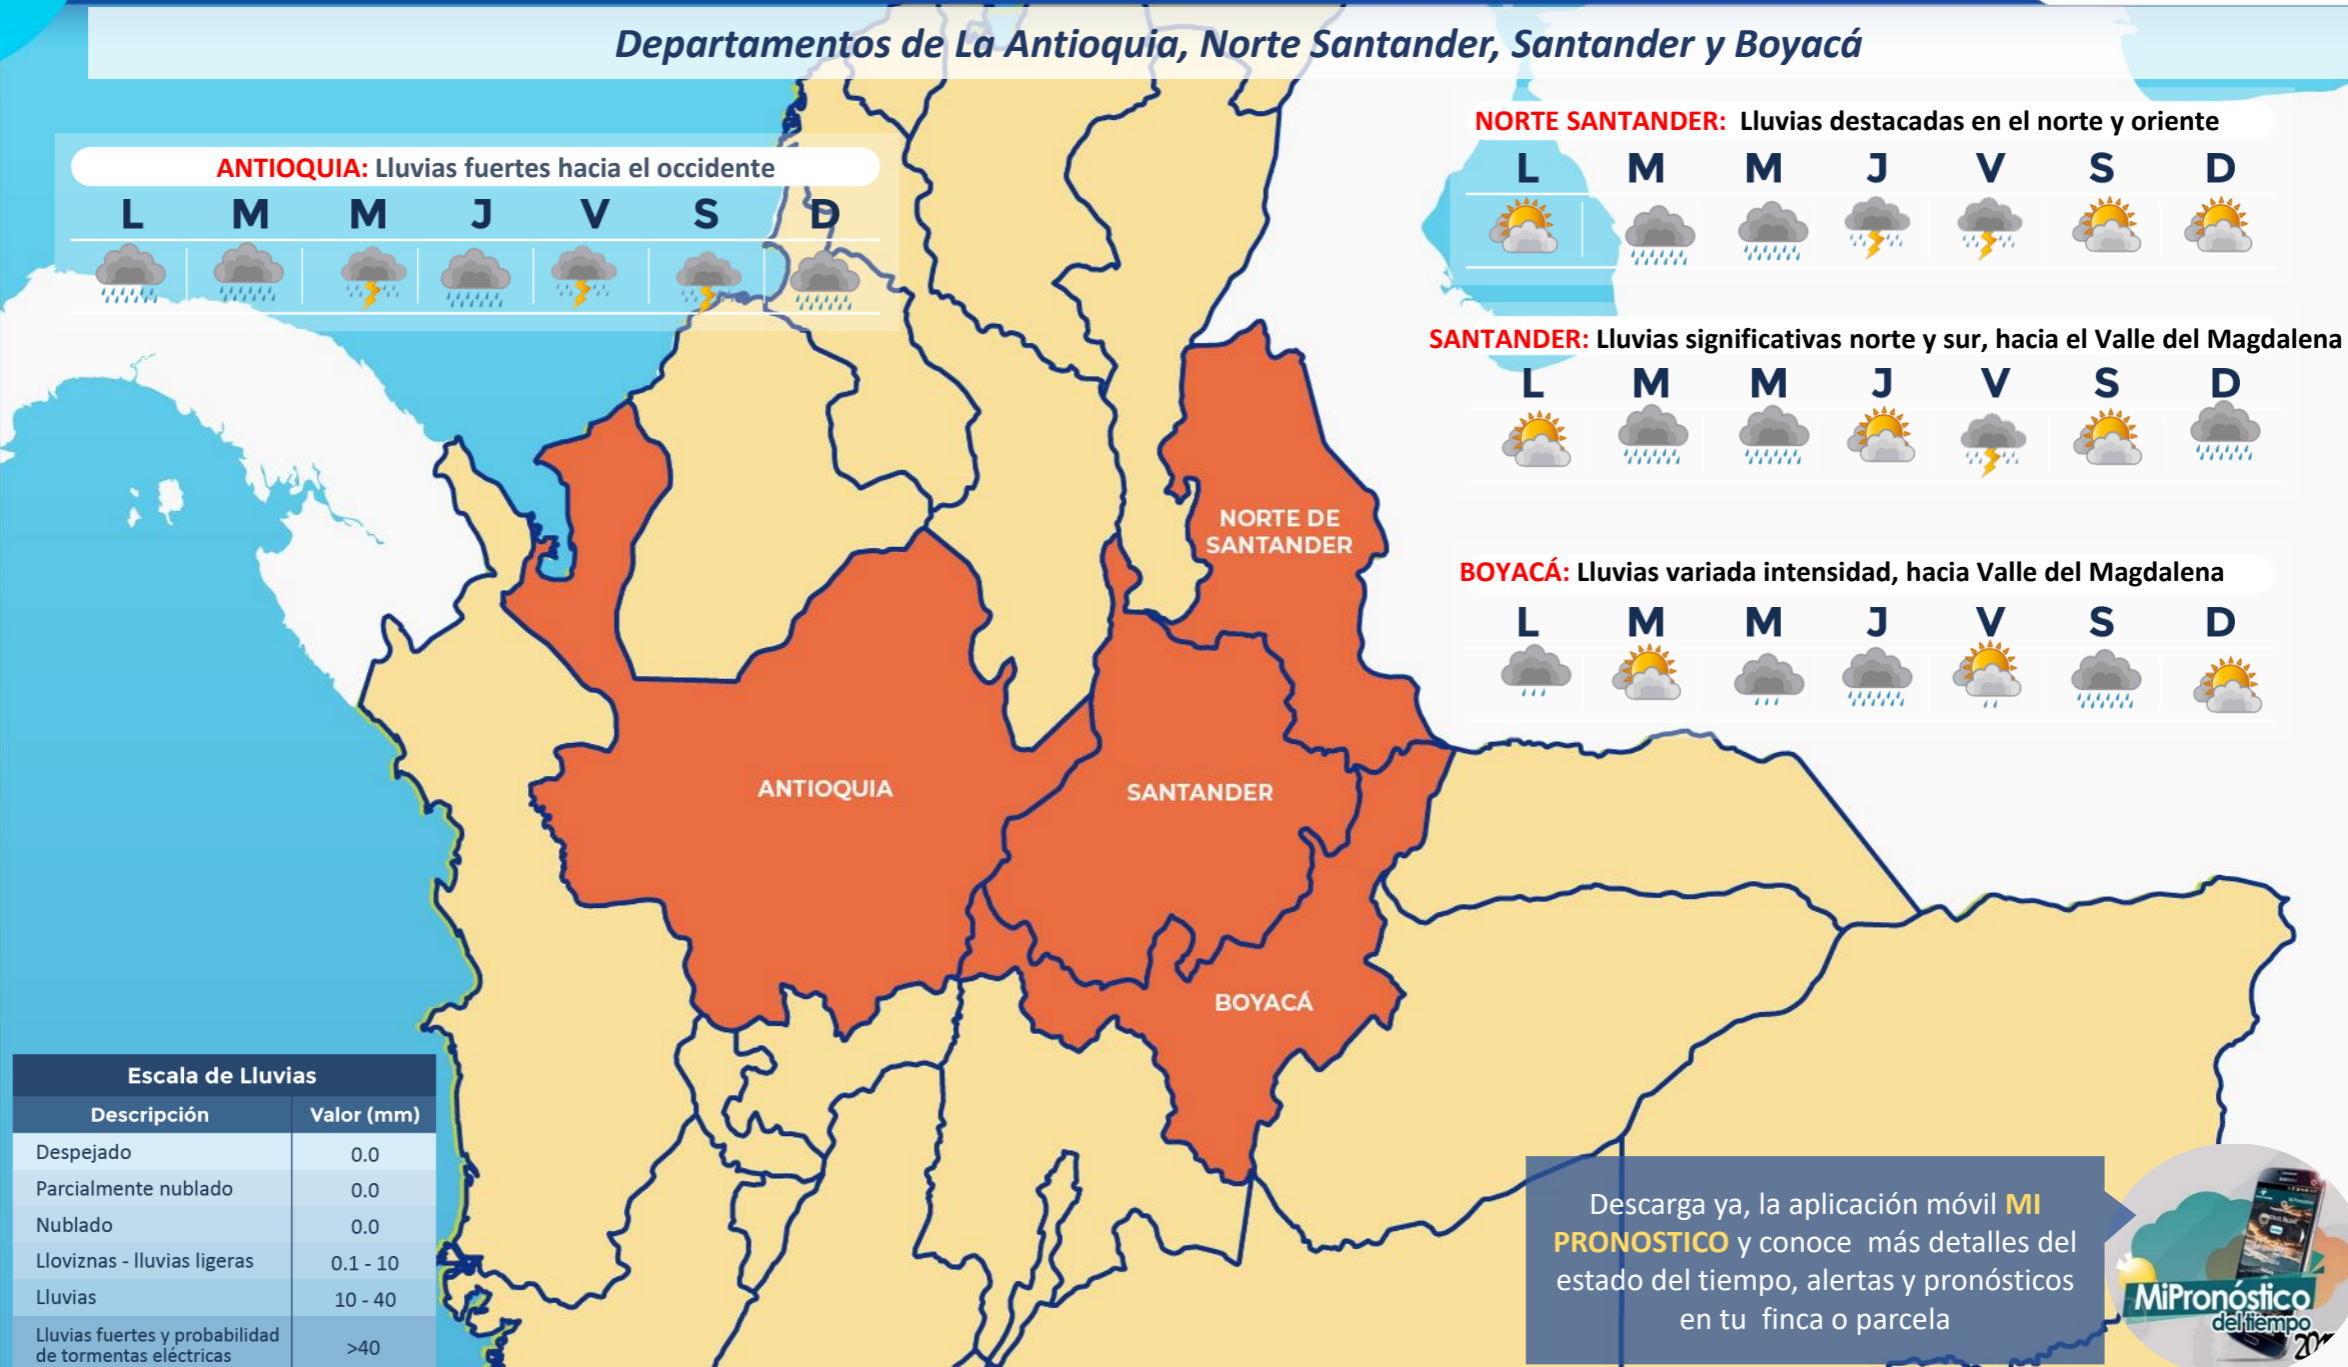 Departamentos de La Antioquia, Norte Santander, Santander y Boyacá
ANTIOQUIA: Lluvias fuertes hacia el occidente
L M M J V S D
NORTE SANTANDER: Lluvias destacadas en el norte y oriente
L M M J V S D
SANTANDER: Lluvias significativas norte y sur, hacia el Valle del Magdalena
L M M J V S D
BOYACÁ: Lluvias variada intensidad, hacia Valle del Magdalena
L M M J V S D
NORTE DE
SANTANDER
ANTIOQUIA
SANTANDER
BOYACÁ
Escala de Lluvias
Descripción Valor (mm)
Despejado 0.0
Parcialmente nublado 0.0
Nublado 0.0
Lloviznas - lluvias ligeras 0.1 - 10
Lluvias 10 - 40
Lluvias fuertes y probabilidad
de tormentas eléctricas >40
Descarga ya, la aplicación móvil MI
PRONOSTICO y conoce más detalles del
estado del tiempo, alertas y pronósticos
en tu finca o parcela
MiPronóstico
del tiempo